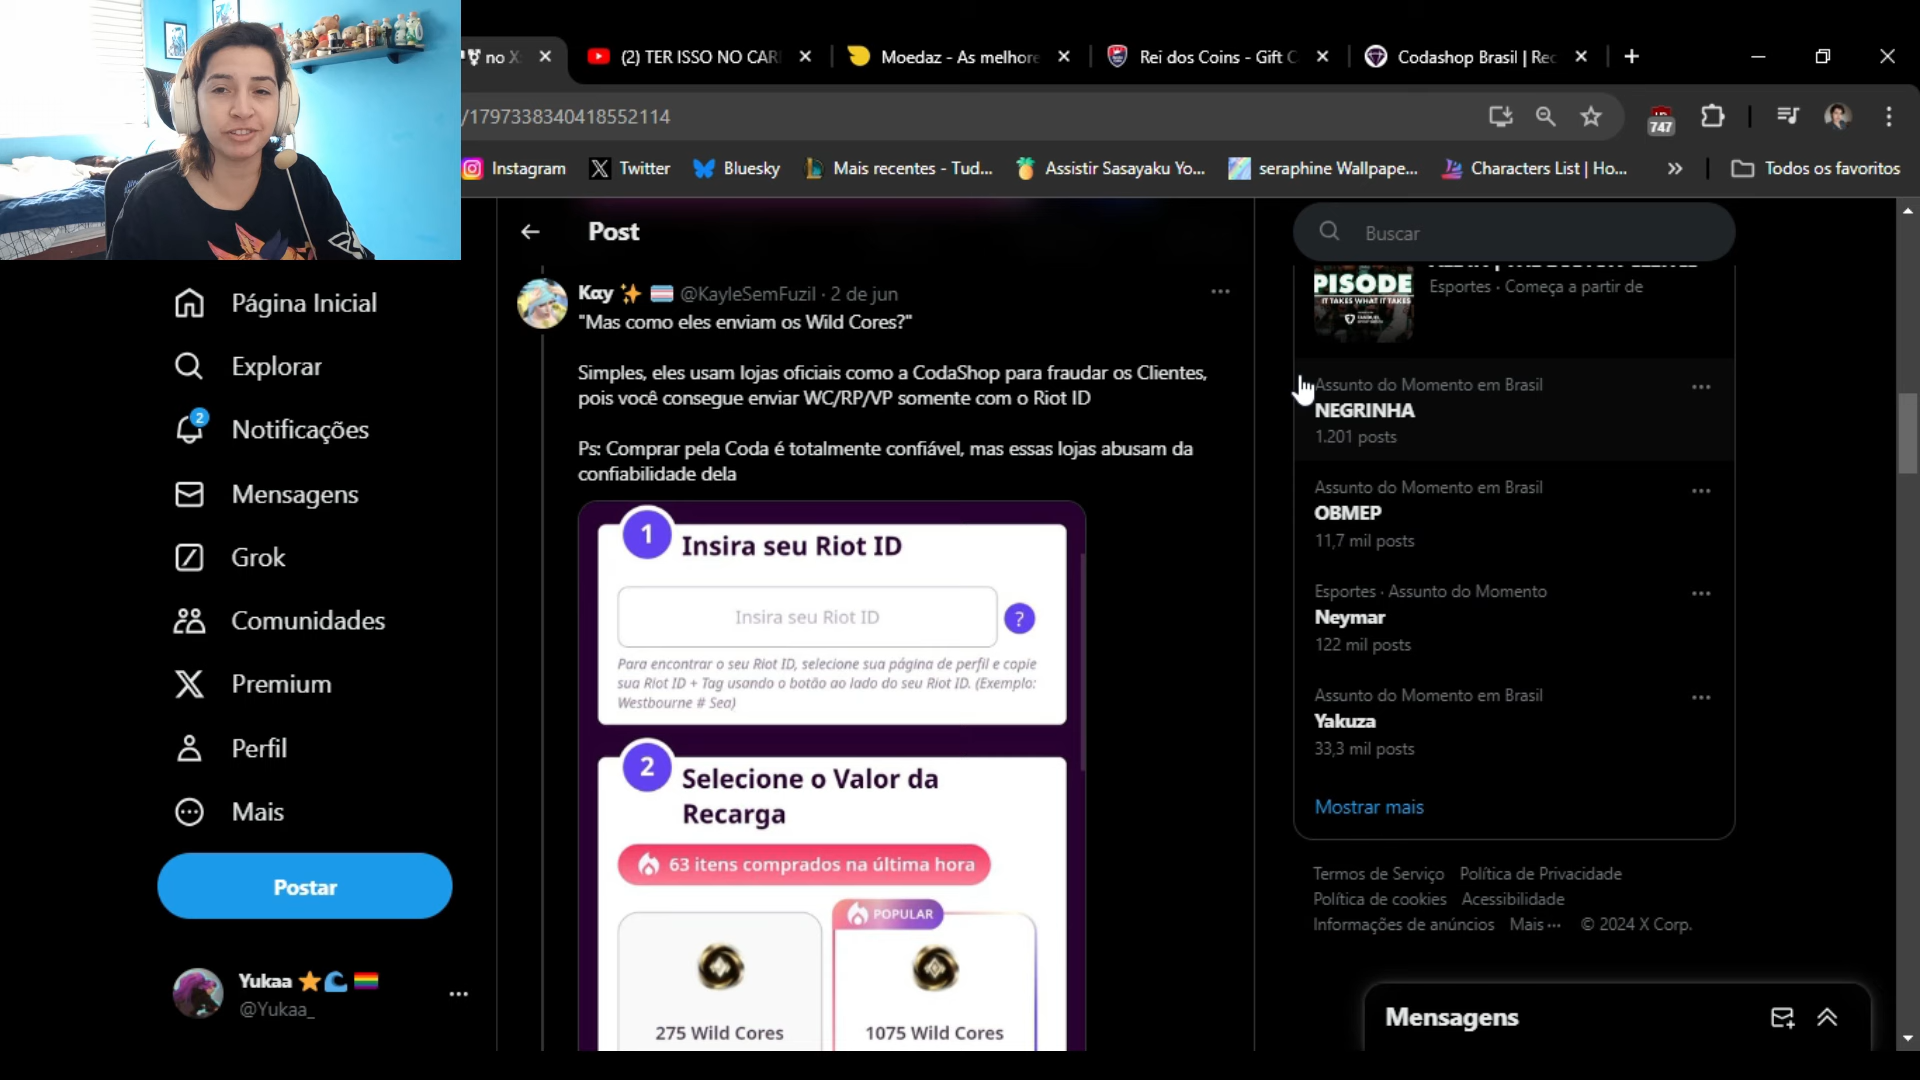 no X
(2) TER ISSO NO CAR
Moedaz - As melhore
Rei dos Coins - Gift C
Codashop Brasil | Rec
/1797338340418552114
747
Instagram
Twitter
Bluesky
Mais recentes - Tud...
Assistir Sasayaku Yo...
seraphine Wallpape...
Characters List | Ho...
Todos os favoritos
Página Inicial
Explorar
2
Notificações
Mensagens
Grok
Comunidades
Premium
Perfil
Mais
Postar
Yukaa
@Yukaa_
Post
Kay @KayleSemFuzil · 2 de jun
"Mas como eles enviam os Wild Cores?"
Simples, eles usam lojas oficiais como a CodaShop para fraudar os Clientes,
pois você consegue enviar WC/RP/VP somente com o Riot ID
Ps: Comprar pela Coda é totalmente confiável, mas essas lojas abusam da
confiabilidade dela
1
Insira seu Riot ID
Insira seu Riot ID
?
Para encontrar o seu Riot ID, selecione sua página de perfil e copie
sua Riot ID + Tag usando o botão ao lado do seu Riot ID. (Exemplo:
Westbourne # Sea)
2
Selecione o Valor da
Recarga
63 itens comprados na última hora
POPULAR
275 Wild Cores
1075 Wild Cores
Buscar
PISODE
IT TAKES WHAT IT TAKES
Esportes · Começa a partir de
Assunto do Momento em Brasil
NEGRINHA
1.201 posts
Assunto do Momento em Brasil
OBMEP
11,7 mil posts
Esportes · Assunto do Momento
Neymar
122 mil posts
Assunto do Momento em Brasil
Yakuza
33,3 mil posts
Mostrar mais
Termos de Serviço Política de Privacidade
Política de cookies Acessibilidade
Informações de anúncios Mais ··· © 2024 X Corp.
Mensagens